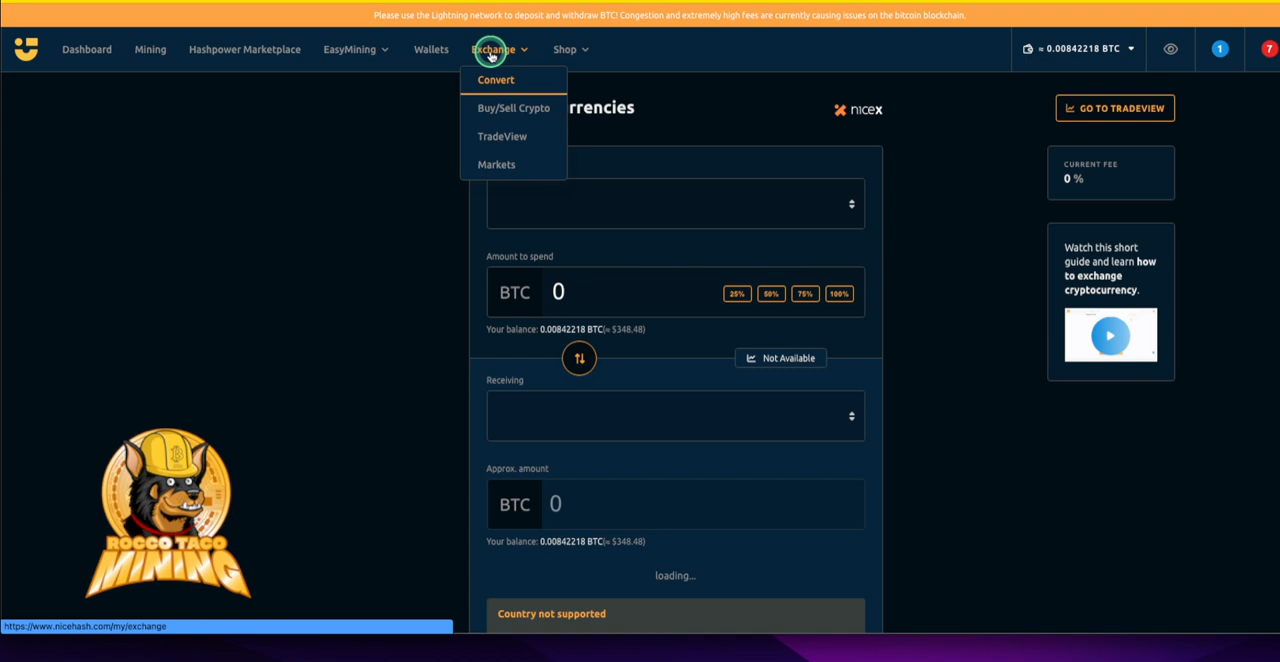 Please use the Lightning network to deposit and withdraw BTC! Congestion and extremely high fees are currently causing issues on the bitcoin blockchain.
Dashboard Mining Hashpower Marketplace EasyMining Wallets Exchange Shop ≈ 0.00842218 BTC 1 7
Convert
Buy/Sell Crypto
TradeView
Markets
rrencies
nicex
GO TO TRADEVIEW
CURRENT FEE
0 %
Amount to spend
BTC 0 25% 50% 75% 100%
Your balance: 0.00842218 BTC(≈ $348.48)
Not Available
Receiving
Approx. amount
BTC 0
Your balance: 0.00842218 BTC(≈ $348.48)
loading...
Country not supported
Watch this short
guide and learn how
to exchange
cryptocurrency.
ROCCO TACO
MINING
https://www.nicehash.com/my/exchange